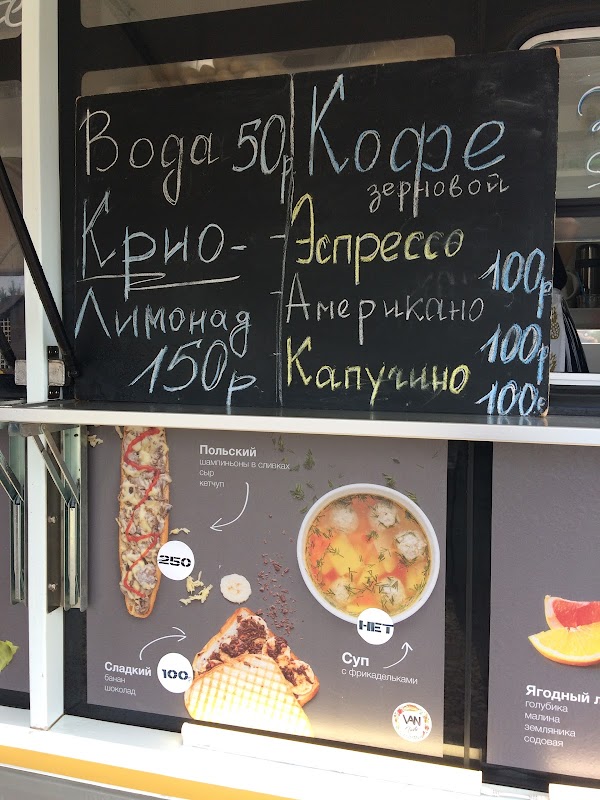 Вода 50р
Крио-
Лимонад
150р
Кофе
зерновой
Эспрессо
100р
Американо
100р
Капучино
100р
Польский
шампиньоны в сливках
сыр
кетчуп
250
Сладкий
банан
шоколад
100
НЕТ
Суп
с фрикадельками
VAN
Ягодный л
голубика
малина
земляника
содовая